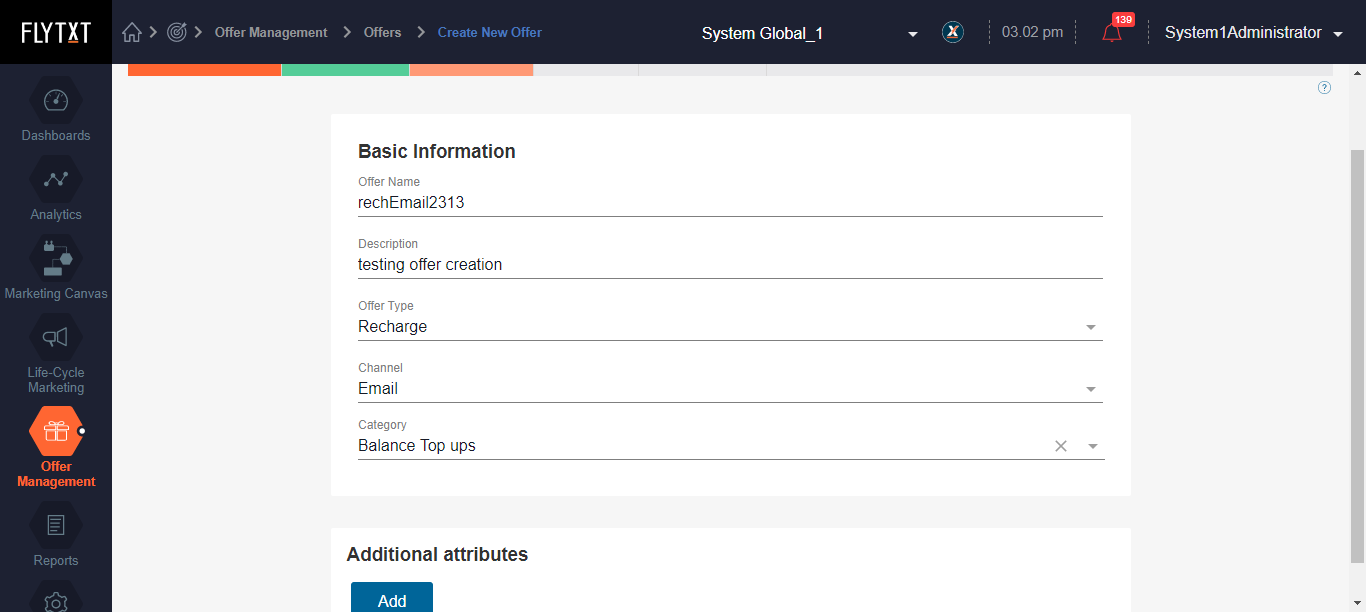 FLYTXT
Offer Management
Offers
Create New Offer
System Global_1
X
03.02 pm
139
System1Administrator
Dashboards
Analytics
Marketing Canvas
Life-Cycle
Marketing
Offer
Management
Reports
?
Basic Information
Offer Name
rechEmail2313
Description
testing offer creation
Offer Type
Recharge
Channel
Email
Category
Balance Top ups
Additional attributes
Add